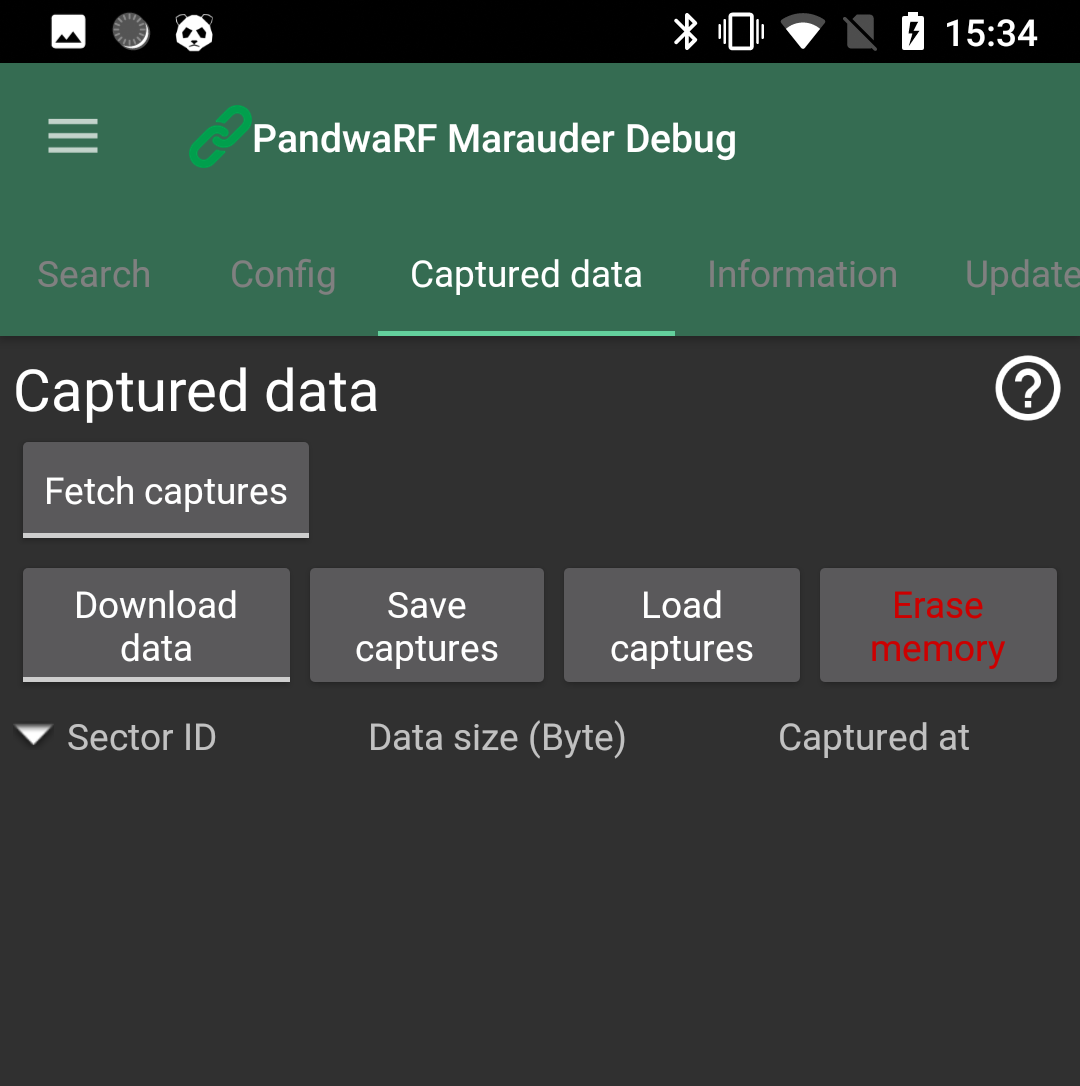 15:34
PandwaRF Marauder Debug
Search Config Captured data Information Update
Captured data
Fetch captures
Download data
Save captures
Load captures
Erase memory
Sector ID Data size (Byte) Captured at